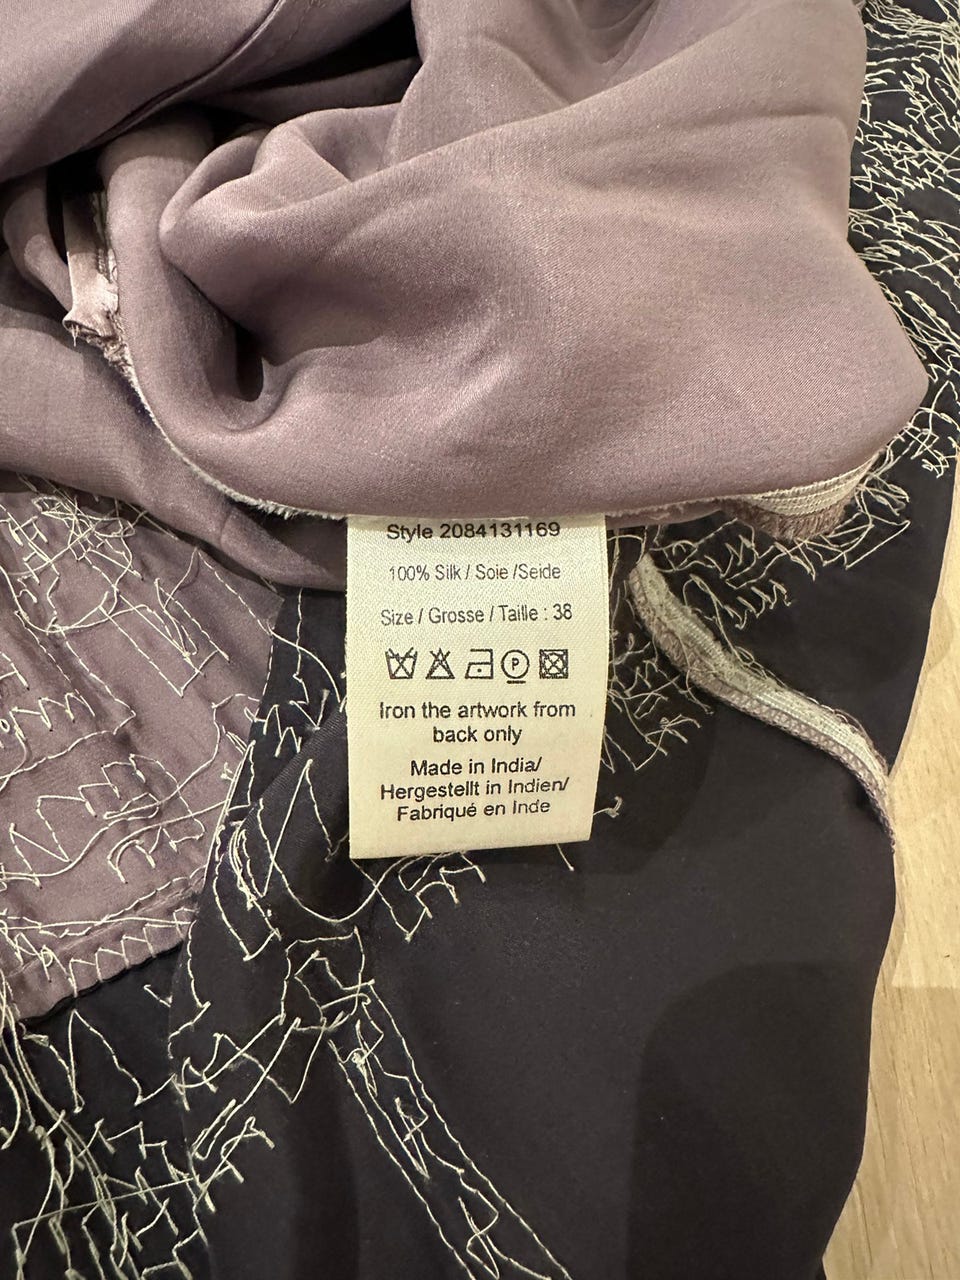 Style 2084131169
100% Silk / Soie /Seide
Size / Grosse / Taille : 38
P
Iron the artwork from
back only
Made in India/
Hergestellt in Indien/
Fabriqué en Inde